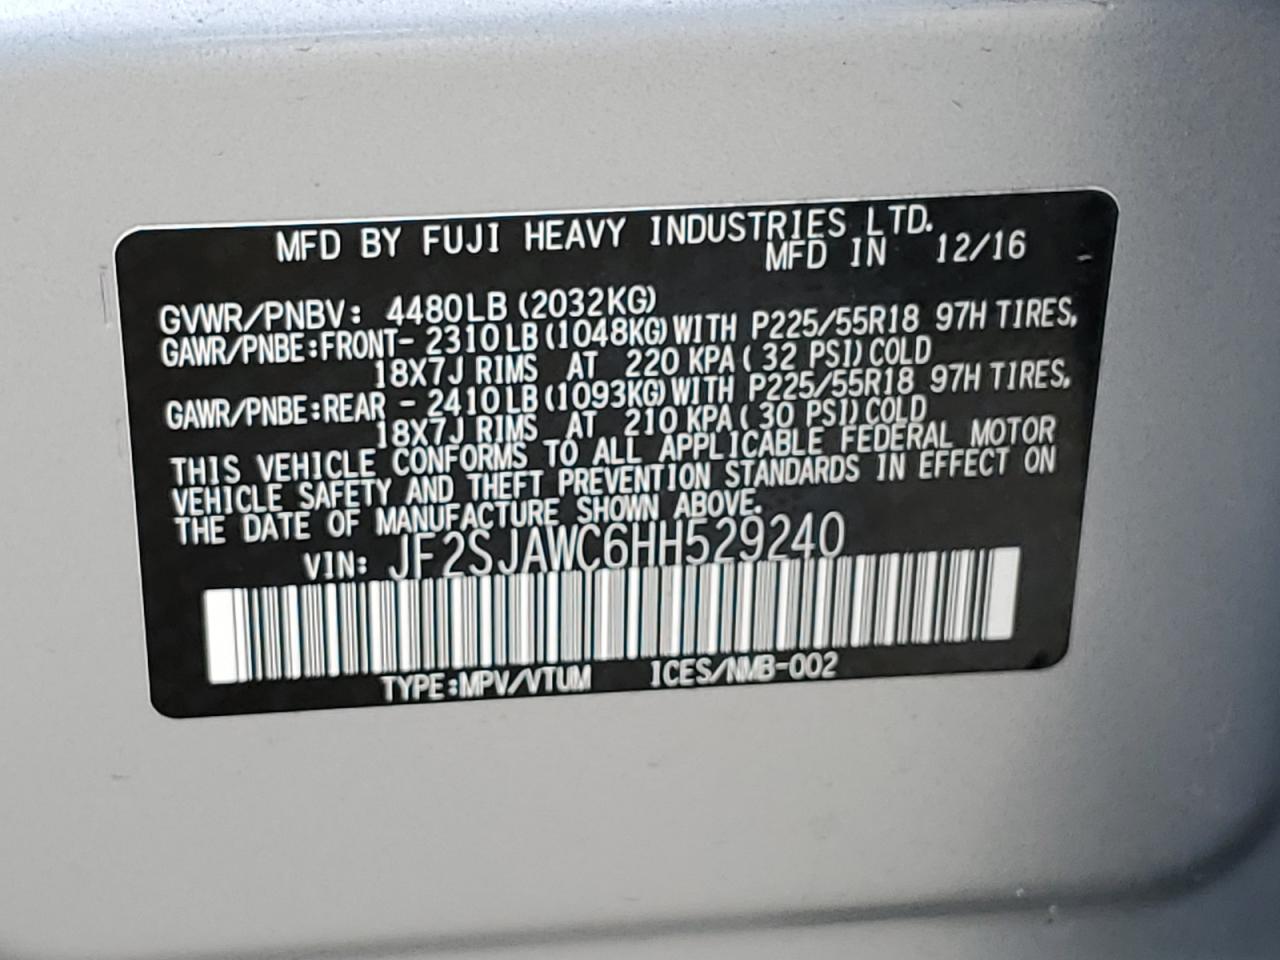 MFD BY FUJI HEAVY INDUSTRIES LTD.
MFD IN 12/16
GVWR/PNBV: 4480LB (2032KG)
GAWR/PNBE:FRONT- 2310LB (1048KG) WITH P225/55R18 97H TIRES,
18X7J RIMS AT 220 KPA ( 32 PSI) COLD
GAWR/PNBE:REAR - 2410LB (1093KG) WITH P225/55R18 97H TIRES,
18X7J RIMS AT 210 KPA ( 30 PSI) COLD
THIS VEHICLE CONFORMS TO ALL APPLICABLE FEDERAL MOTOR
VEHICLE SAFETY AND THEFT PREVENTION STANDARDS IN EFFECT ON
THE DATE OF MANUFACTURE SHOWN ABOVE.
VIN: JF2SJAWC6HH529240
TYPE:MPV/VTUM ICES/NMB-002